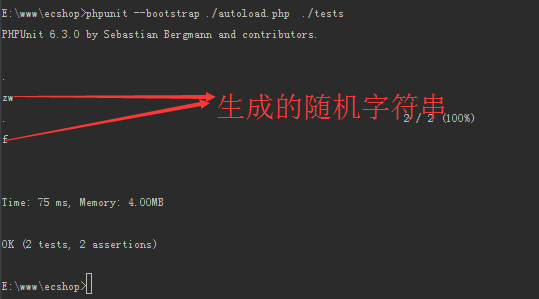 E:\www\ecshop>phpunit --bootstrap ./autoload.php  ./tests
PHPUnit 6.3.0 by Sebastian Bergmann and contributors.
.
zw
生成的随机字符串
. 2 / 2 (100%)
f
Time: 75 ms, Memory: 4.00MB
OK (2 tests, 2 assertions)
E:\www\ecshop>